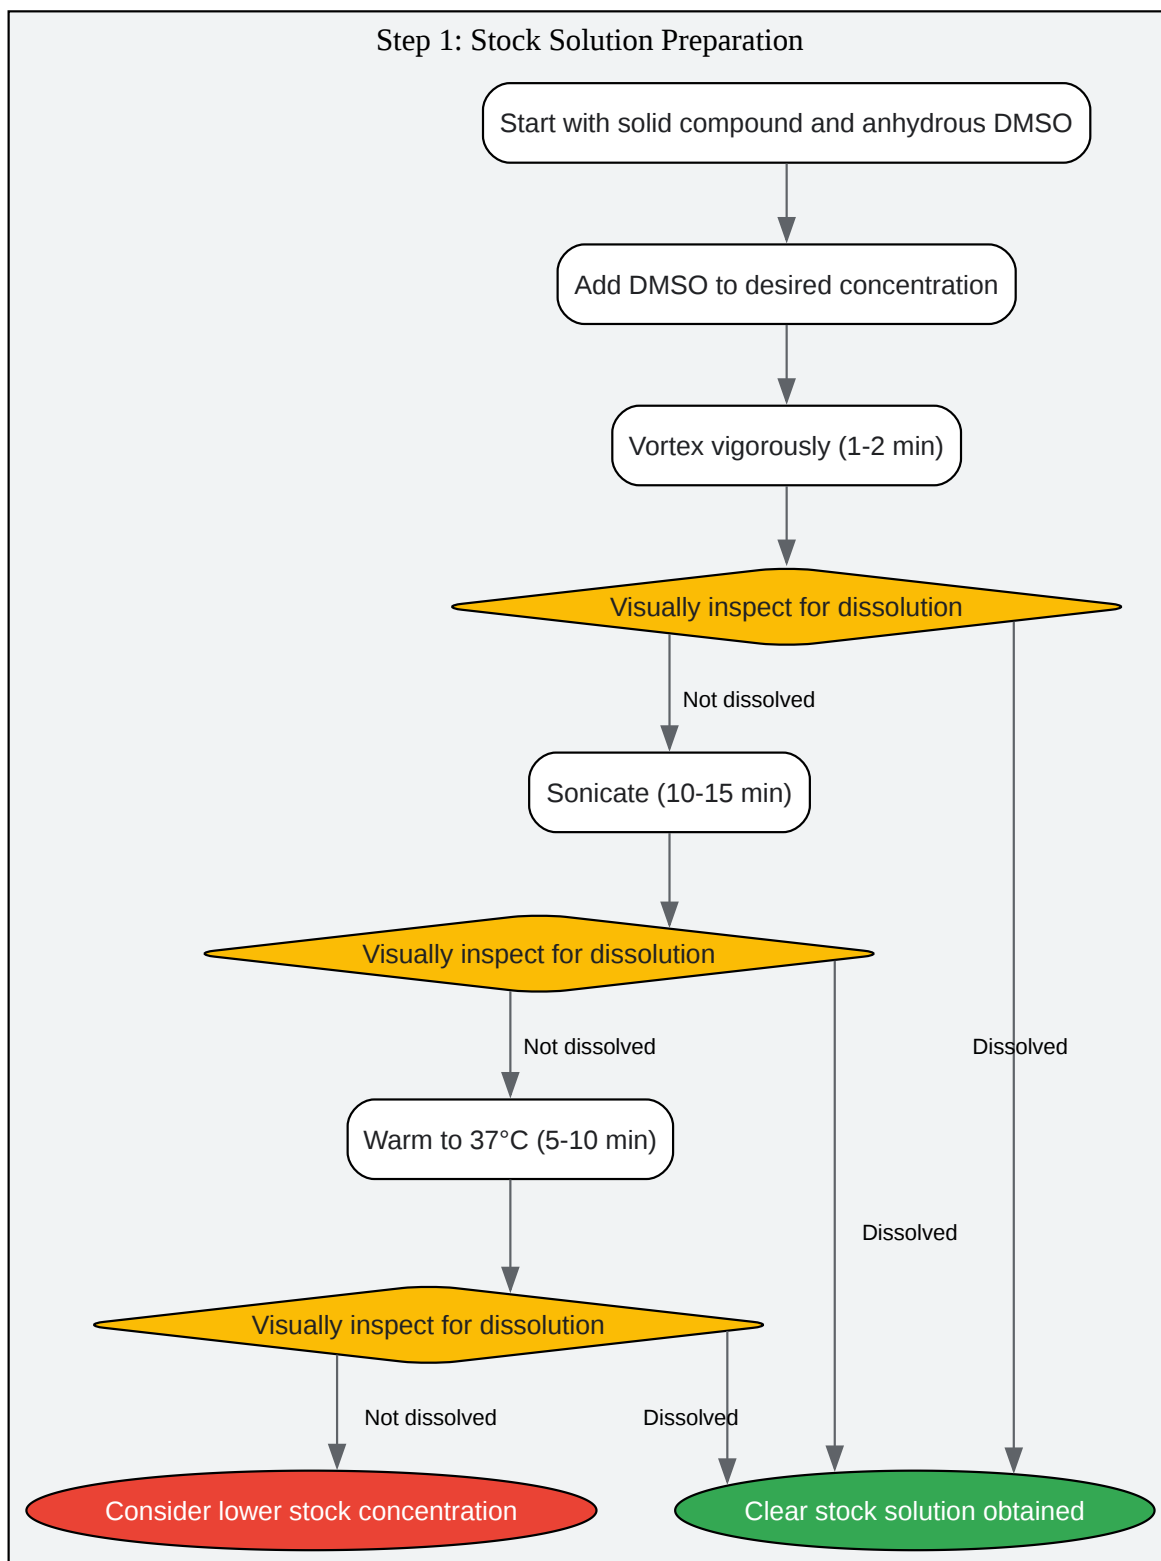 Step 1: Stock Solution Preparation
Start with solid compound and anhydrous DMSO
Add DMSO to desired concentration
Vortex vigorously (1-2 min)
Visually inspect for dissolution
Not dissolved
Sonicate (10-15 min)
Visually inspect for dissolution
Not dissolved
Dissolved
Warm to 37°C (5-10 min)
Dissolved
Visually inspect for dissolution
Not dissolved
Dissolved
Consider lower stock concentration
Clear stock solution obtained